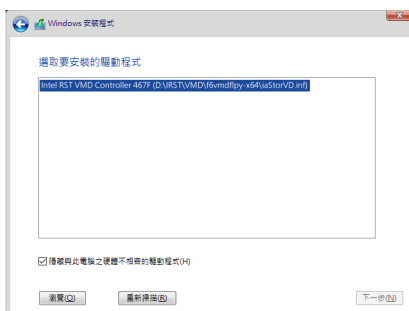 Windows 安裝程式
選取要安裝的驅動程式
Intel RST VMD Controller 467F (D:\IRST\VMD\f6vmdflpy-x64\iaStorVD.inf)
隱藏與此電腦之硬體不相容的驅動程式(H)
瀏覽(O)
重新掃描(R)
下一步(N)